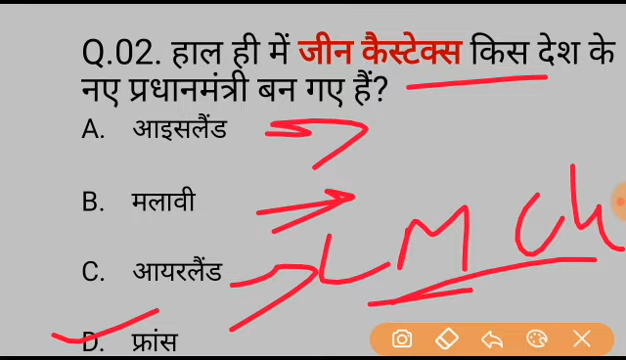 Q.02. हाल ही में जीन कैस्टेक्स किस देश के
नए प्रधानमंत्री बन गए हैं?
A. आइसलैंड
B. मलावी
C. आयरलैंड
D. फ्रांस